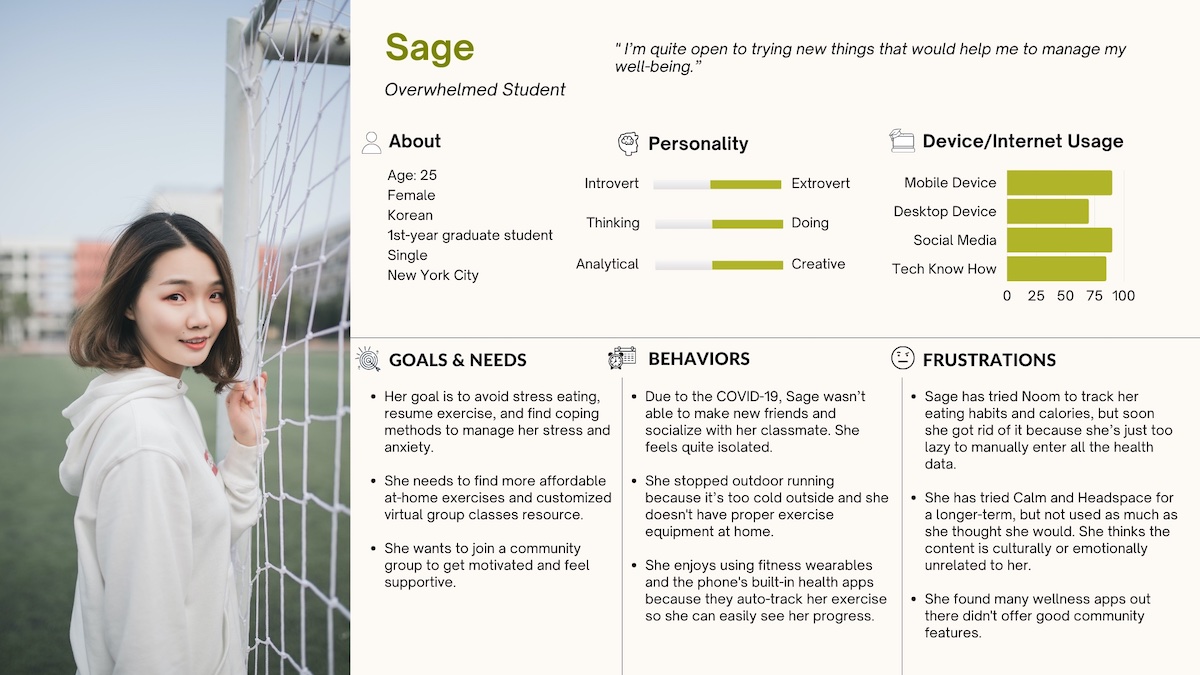 Sage
Overwhelmed Student
" I'm quite open to trying new things that would help me to manage my
well-being.”
About
Age: 25
Female
Korean
1st-year graduate student
Single
New York City
Personality
Introvert Extrovert
Thinking Doing
Analytical Creative
Device/Internet Usage
Mobile Device
Desktop Device
Social Media
Tech Know How
0 25 50 75 100
GOALS & NEEDS
• Her goal is to avoid stress eating,
resume exercise, and find coping
methods to manage her stress and
anxiety.
• She needs to find more affordable
at-home exercises and customized
virtual group classes resource.
• She wants to join a community
group to get motivated and feel
supportive.
BEHAVIORS
• Due to the COVID-19, Sage wasn't
able to make new friends and
socialize with her classmate. She
feels quite isolated.
• She stopped outdoor running
because it's too cold outside and she
doesn't have proper exercise
equipment at home.
• She enjoys using fitness wearables
and the phone's built-in health apps
because they auto-track her exercise
so she can easily see her progress.
FRUSTRATIONS
• Sage has tried Noom to track her
eating habits and calories, but soon
she got rid of it because she's just too
lazy to manually enter all the health
data.
• She has tried Calm and Headspace for
a longer-term, but not used as much as
she thought she would. She thinks the
content is culturally or emotionally
unrelated to her.
• She found many wellness apps out
there didn't offer good community
features.